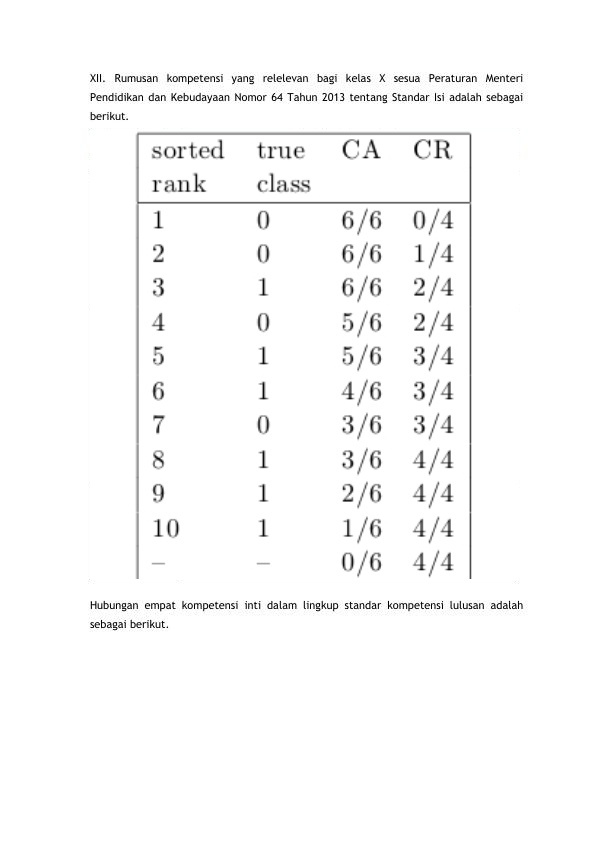 XII. Rumusan kompetensi yang relelevan bagi kelas X sesua Peraturan Menteri
Pendidikan dan Kebudayaan Nomor 64 Tahun 2013 tentang Standar Isi adalah sebagai
berikut.
sorted true CA CR
rank class
1 0 6/6 0/4
2 0 6/6 1/4
3 1 6/6 2/4
4 0 5/6 2/4
5 1 5/6 3/4
6 1 4/6 3/4
7 0 3/6 3/4
8 1 3/6 4/4
9 1 2/6 4/4
10 1 1/6 4/4
– – 0/6 4/4
Hubungan empat kompetensi inti dalam lingkup standar kompetensi lulusan adalah
sebagai berikut.